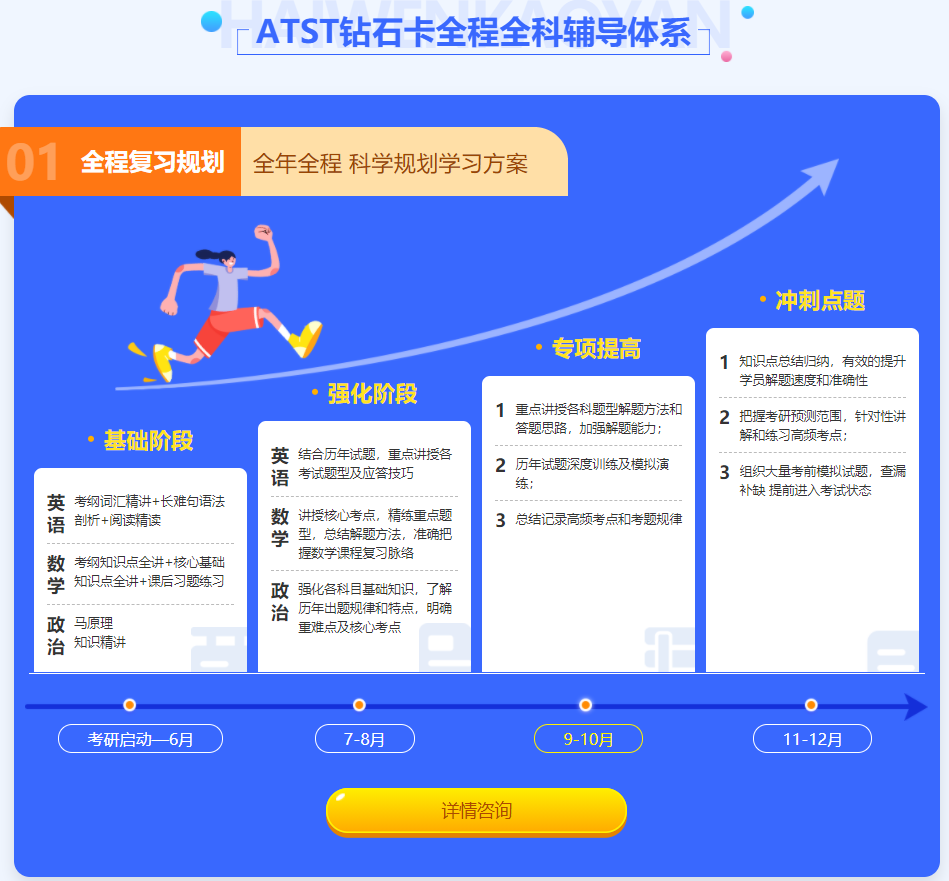 HAIWENKAOYAN
ATST钻石卡全程全科辅导体系
01 全程复习规划 全年全程 科学规划学习方案
冲刺点题
1 知识点总结归纳，有效的提升
学员解题速度和准确性
2 把握考研预测范围，针对性讲
解和练习高频考点；
3 组织大量考前模拟试题，查漏
补缺 提前进入考试状态
专项提高
1 重点讲授各科题型解题方法和
答题思路，加强解题能力；
2 历年试题深度训练及模拟演
练；
3 总结记录高频考点和考题规律
强化阶段
英语 结合历年试题，重点讲授各
考试题型及应答技巧
数学 讲授核心考点，精练重点题
型，总结解题方法，准确把
握数学课程复习脉络
政治 强化各科目基础知识，了解
历年出题规律和特点，明确
重难点及核心考点
基础阶段
英语 考纲词汇精讲+长难句语法
剖析+阅读精读
数学 考纲知识点全讲+核心基础
知识点全讲+课后习题练习
政治 马原理
知识精讲
考研启动—6月
7-8月
9-10月
11-12月
详情咨询